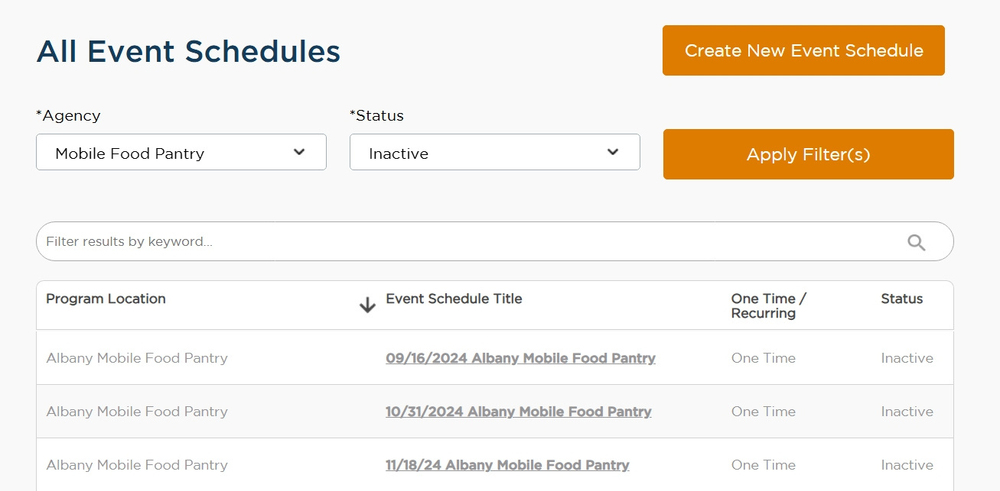 All Event Schedules
Create New Event Schedule
*Agency
*Status
Mobile Food Pantry
Inactive
Apply Filter(s)
Filter results by keyword...
Program Location
Event Schedule Title
One Time /
Recurring
Status
Albany Mobile Food Pantry
09/16/2024 Albany Mobile Food Pantry
One Time
Inactive
Albany Mobile Food Pantry
10/31/2024 Albany Mobile Food Pantry
One Time
Inactive
Albany Mobile Food Pantry
11/18/24 Albany Mobile Food Pantry
One Time
Inactive